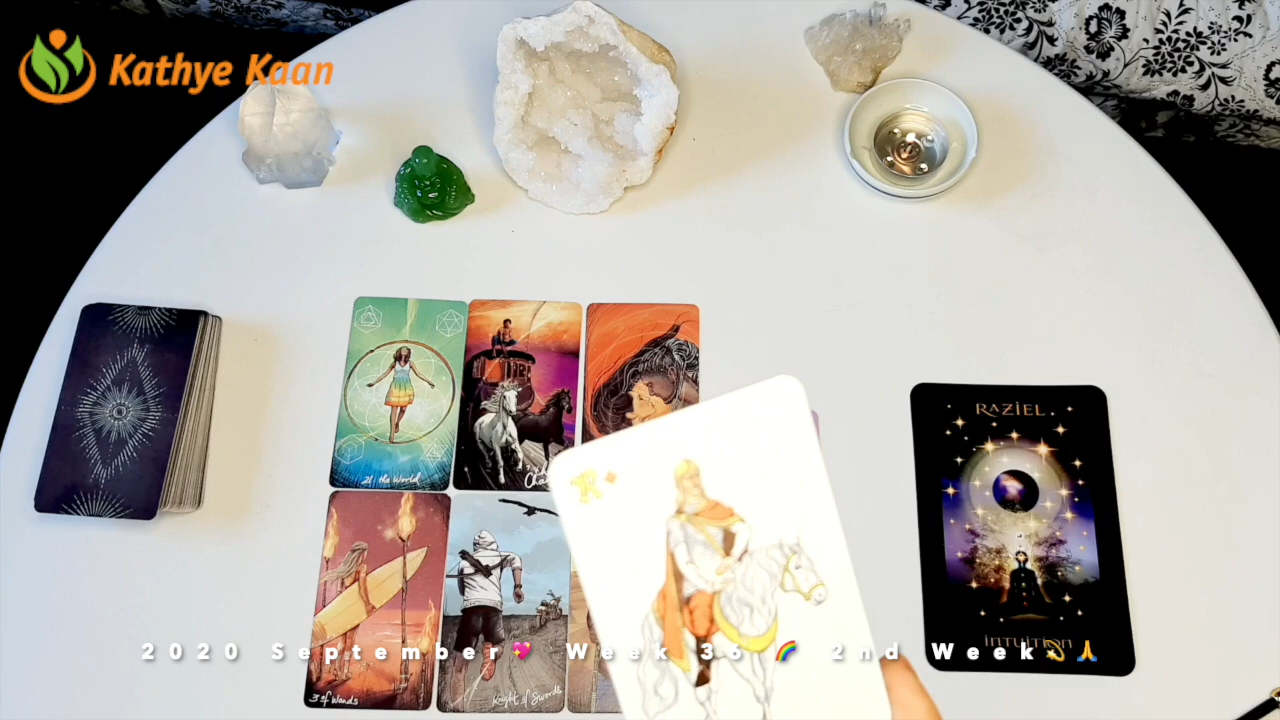 Kathye Kaan
RAZIEL
21 the World
3 of Wands
Knight of Swords
INTUITION
2020 September💖 Week 36 🌈 2nd Week💫🙏